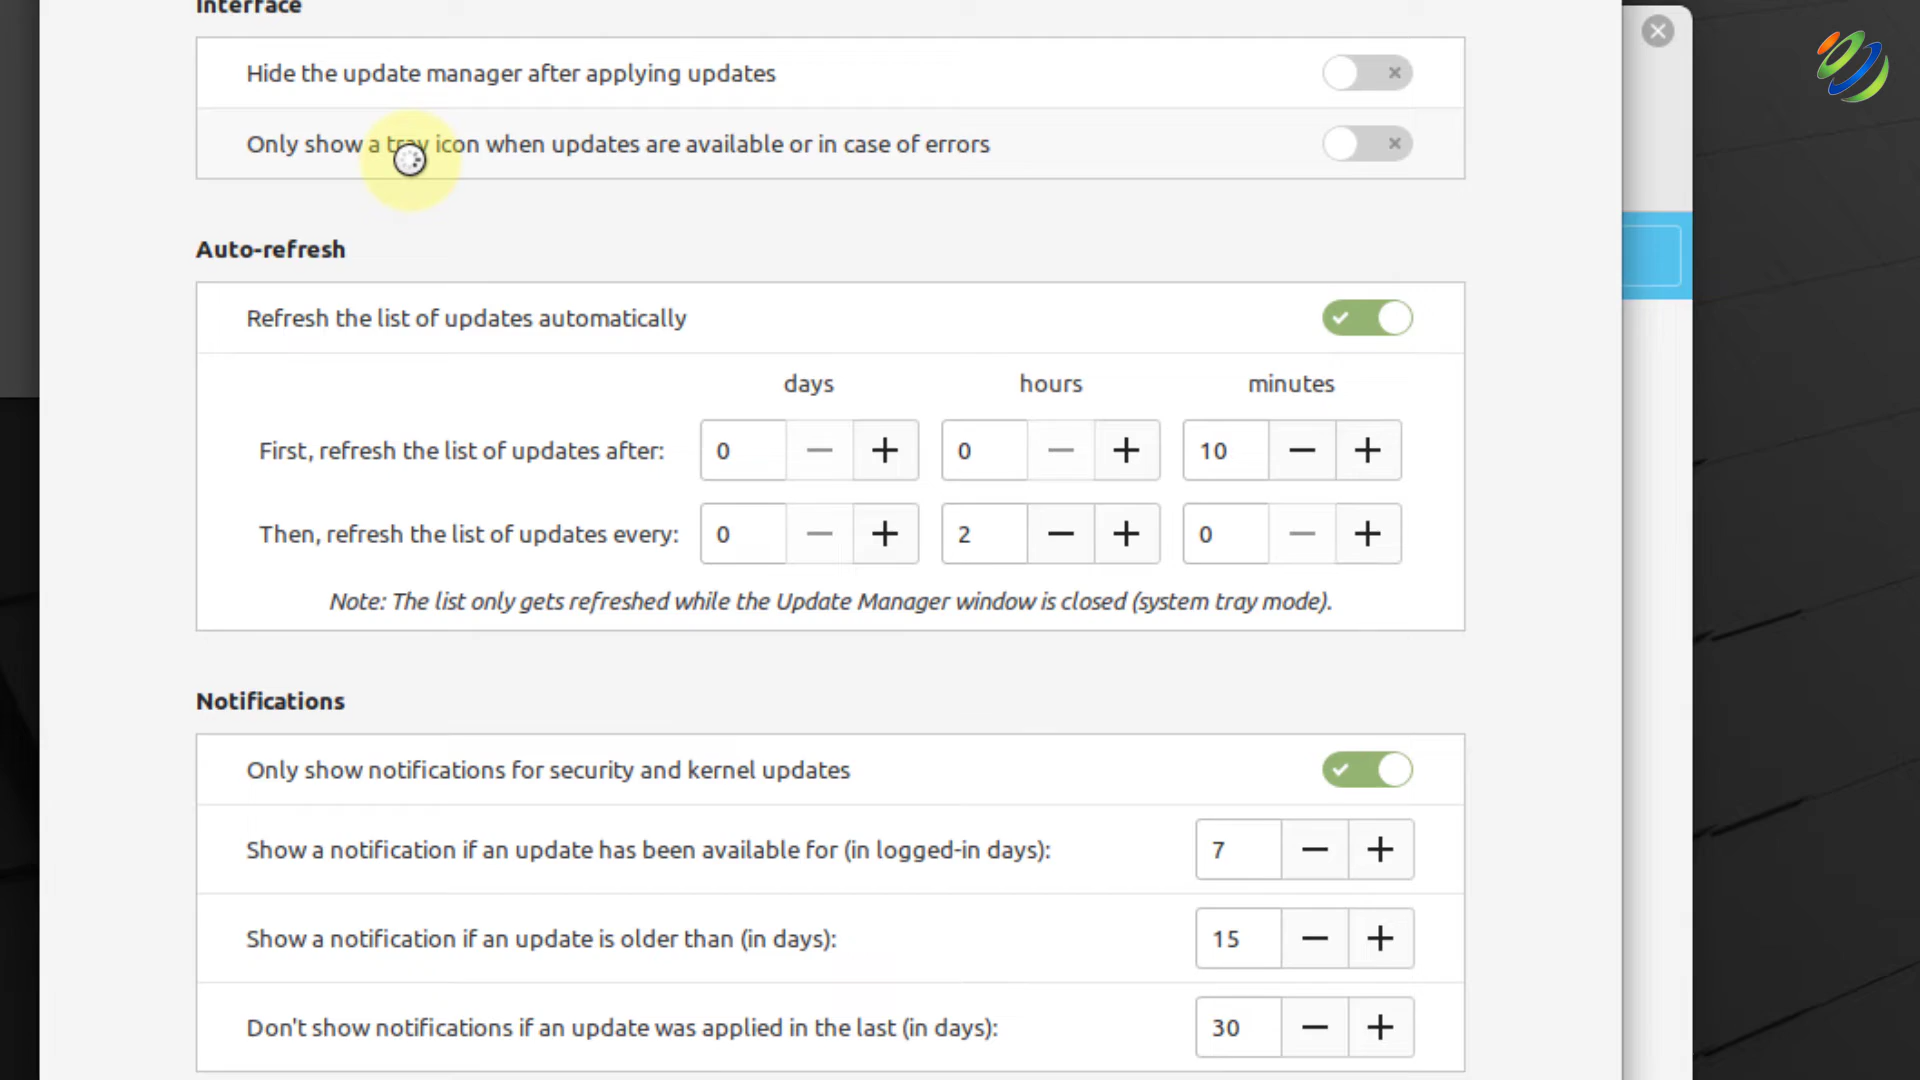 Interface
Hide the update manager after applying updates
Only show a tray icon when updates are available or in case of errors
Auto-refresh
Refresh the list of updates automatically
days hours minutes
First, refresh the list of updates after: 0 0 10
Then, refresh the list of updates every: 0 2 0
Note: The list only gets refreshed while the Update Manager window is closed (system tray mode).
Notifications
Only show notifications for security and kernel updates
Show a notification if an update has been available for (in logged-in days): 7
Show a notification if an update is older than (in days): 15
Don't show notifications if an update was applied in the last (in days): 30